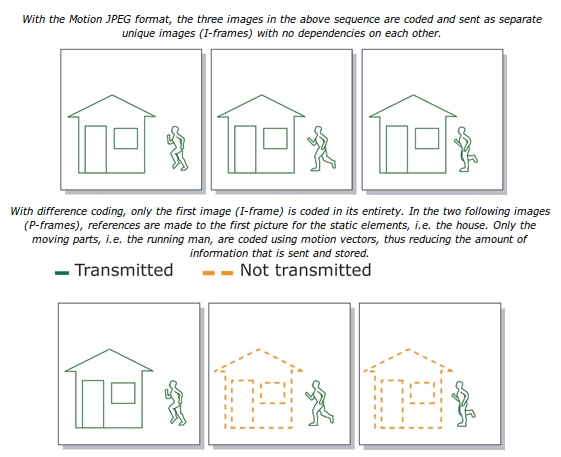 With the Motion JPEG format, the three images in the above sequence are coded and sent as separate
unique images (I-frames) with no dependencies on each other.
With difference coding, only the first image (I-frame) is coded in its entirety. In the two following images
(P-frames), references are made to the first picture for the static elements, i.e. the house. Only the
moving parts, i.e. the running man, are coded using motion vectors, thus reducing the amount of
information that is sent and stored.
Transmitted Not transmitted